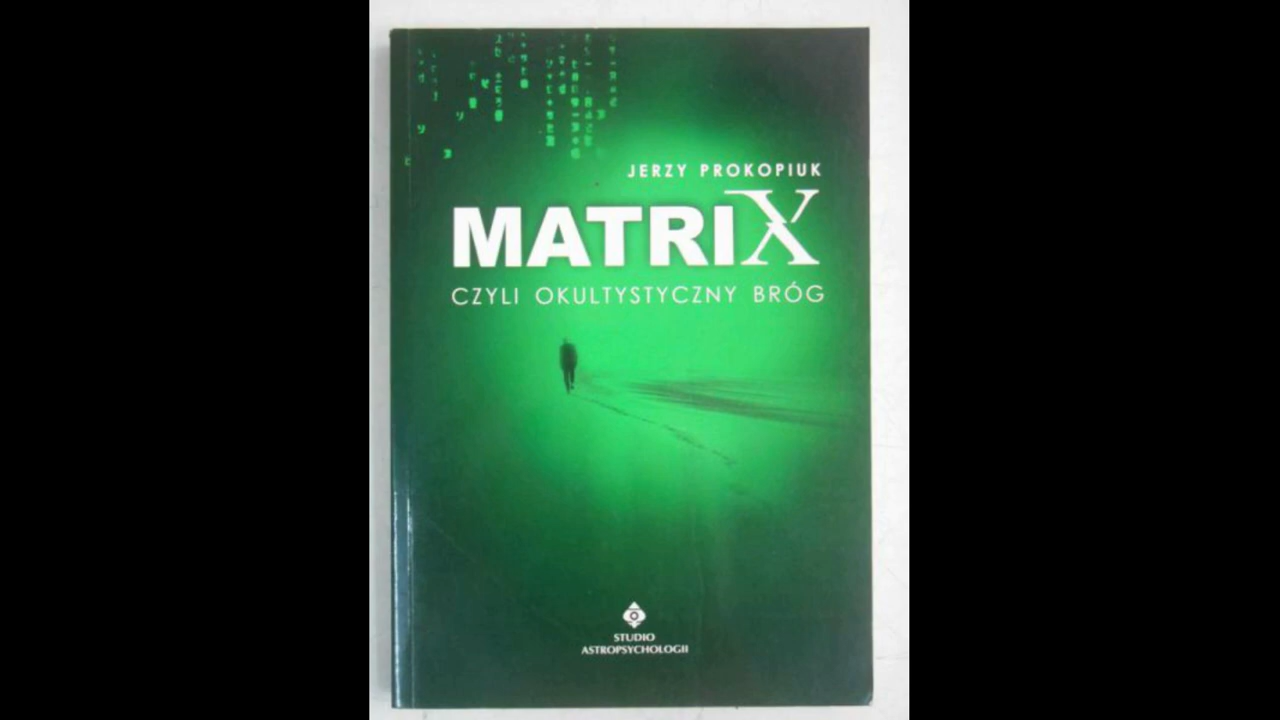 JERZY PROKOPIUK
MATRIX
CZYLI OKULTYSTYCZNY BRÓG
STUDIO
ASTROPSYCHOLOGII